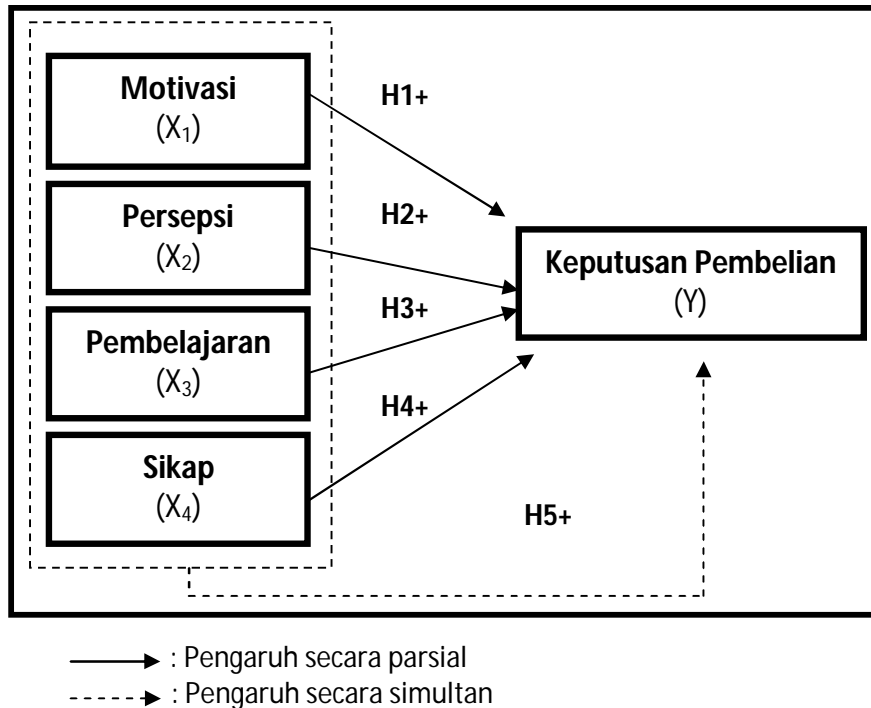 Motivasi
(X₁)
H1+
Persepsi
(X₂)
H2+
Keputusan Pembelian
(Y)
H3+
Pembelajaran
(X₃)
H4+
Sikap
(X₄)
H5+
: Pengaruh secara parsial
: Pengaruh secara simultan